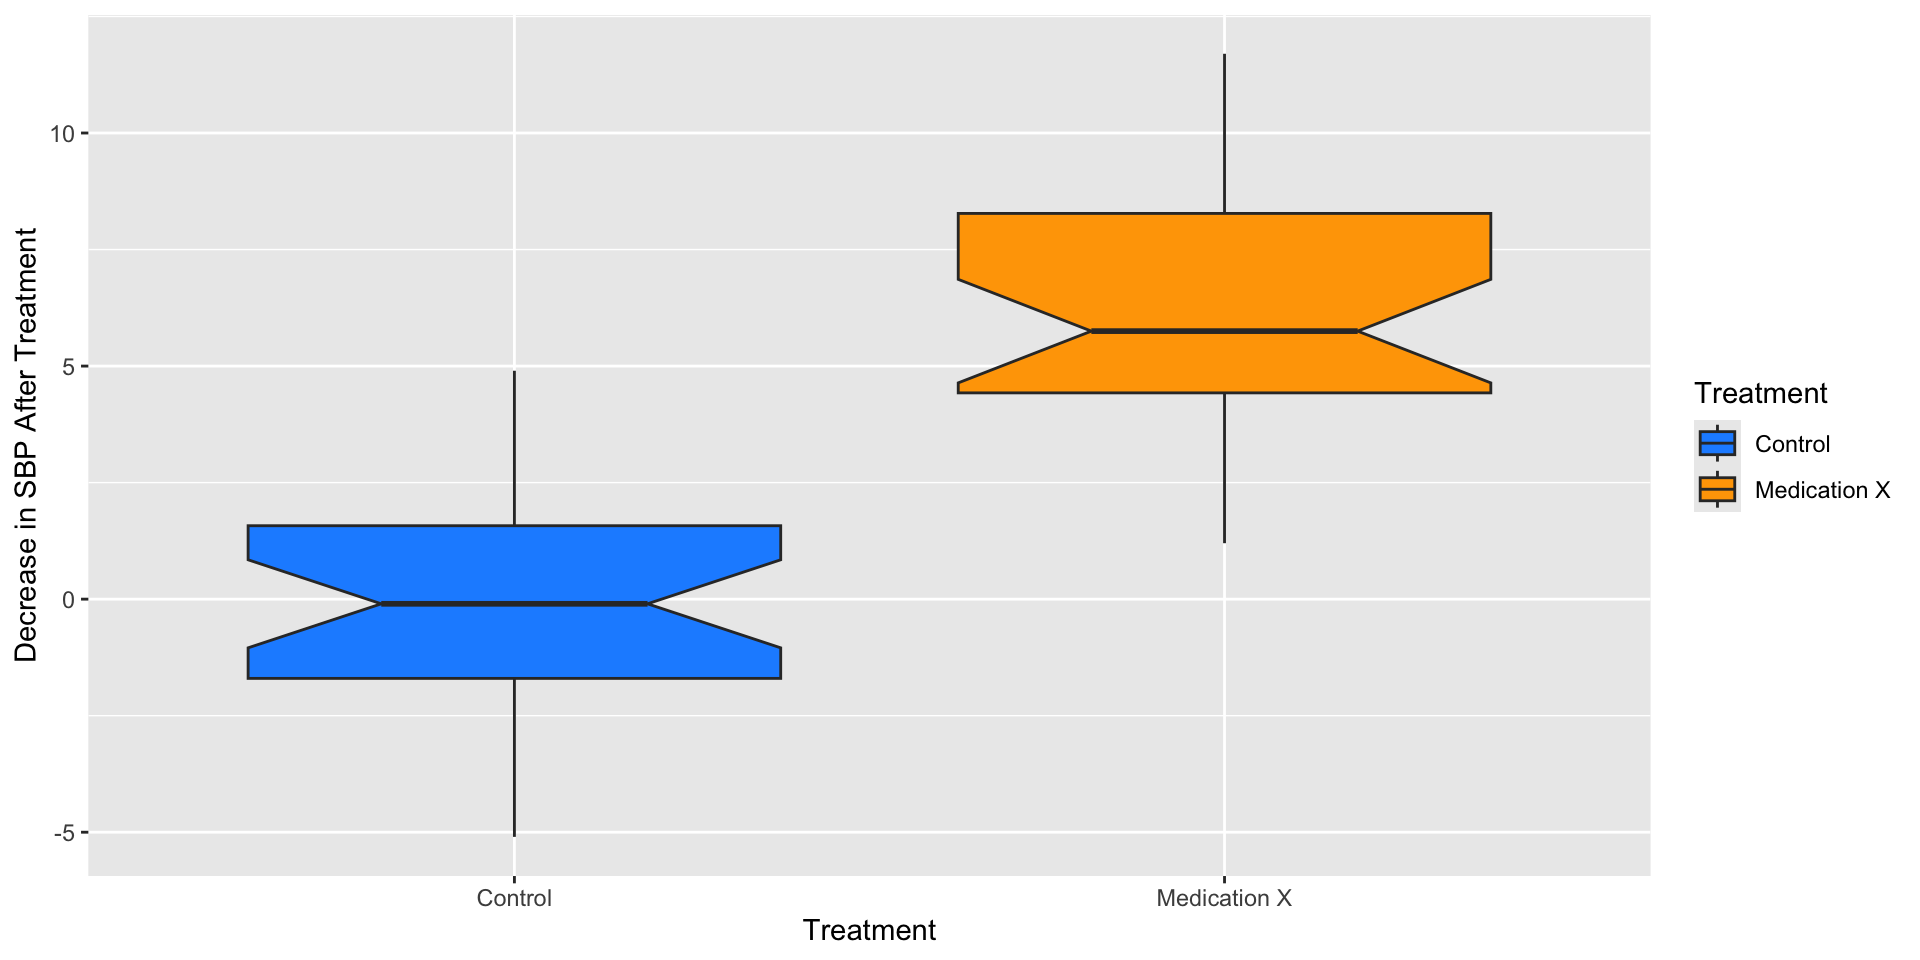 Decrease in SBP After Treatment
10
5
0
-5
Control
Medication X
Treatment
Treatment
Control
Medication X